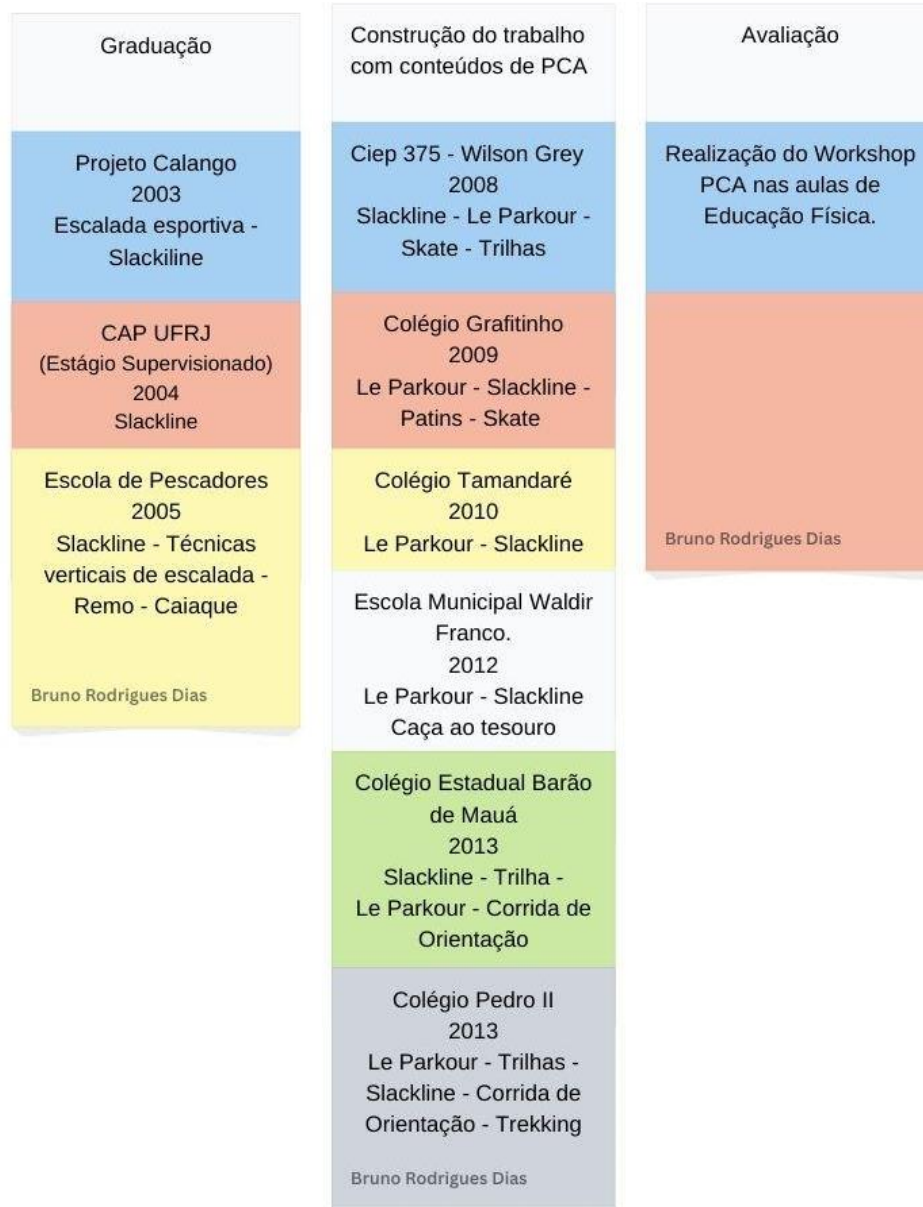 Graduação
Projeto Calango
2003
Escalada esportiva -
Slackiline
CAP UFRJ
(Estágio Supervisionado)
2004
Slackline
Escola de Pescadores
2005
Slackline - Técnicas
verticais de escalada -
Remo - Caiaque
Bruno Rodrigues Dias
Construção do trabalho
com conteúdos de PCA
Ciep 375 - Wilson Grey
2008
Slackline - Le Parkour -
Skate - Trilhas
Colégio Grafitinho
2009
Le Parkour - Slackline -
Patins - Skate
Colégio Tamandaré
2010
Le Parkour - Slackline
Escola Municipal Waldir
Franco.
2012
Le Parkour - Slackline
Caça ao tesouro
Colégio Estadual Barão
de Mauá
2013
Slackline - Trilha -
Le Parkour - Corrida de
Orientação
Colégio Pedro II
2013
Le Parkour - Trilhas -
Slackline - Corrida de
Orientação - Trekking
Bruno Rodrigues Dias
Avaliação
Realização do Workshop
PCA nas aulas de
Educação Física.
Bruno Rodrigues Dias